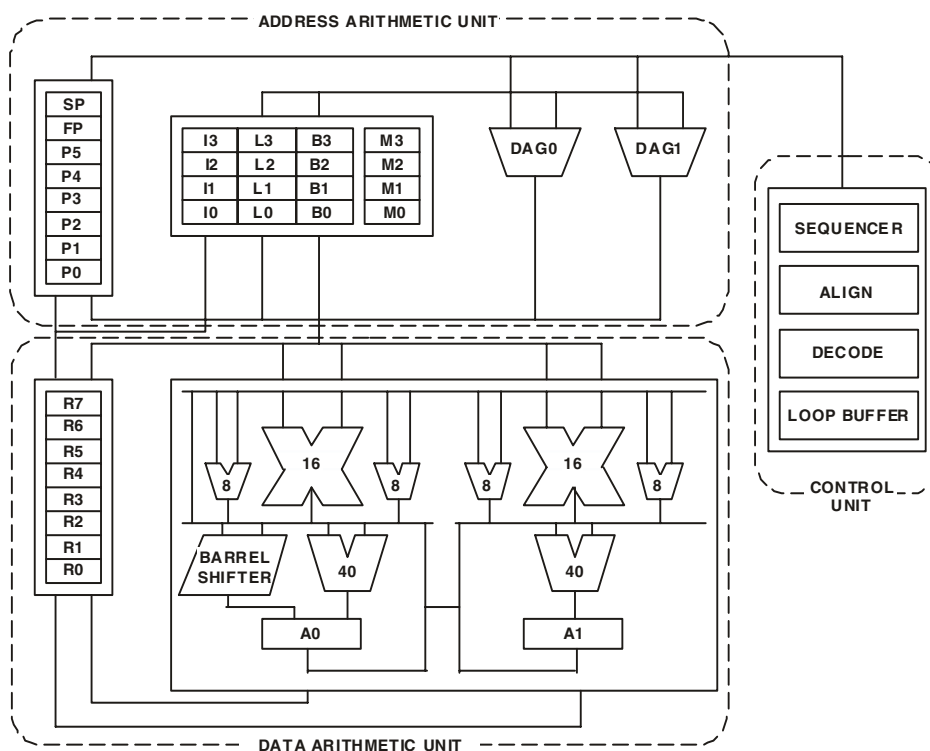 ADDRESS ARITHMETIC UNIT
SP
FP
P5
P4
P3
P2
P1
P0
I3 L3 B3 M3
I2 L2 B2 M2
I1 L1 B1 M1
I0 L0 B0 M0
DAG0
DAG1
SEQUENCER
ALIGN
DECODE
LOOP BUFFER
CONTROL
UNIT
R7
R6
R5
R4
R3
R2
R1
R0
8
16
8
8
16
8
BARREL
SHIFTER
40
40
A0
A1
DATA ARITHMETIC UNIT